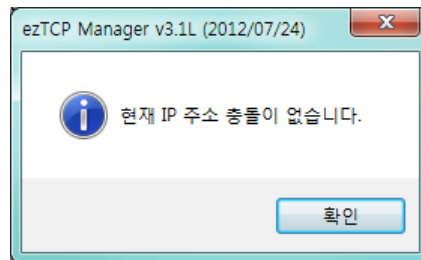 ezTCP Manager v3.1L (2012/07/24)
현재 IP 주소 충돌이 없습니다.
확인